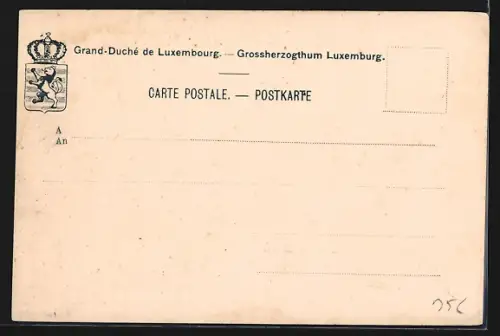 Grand-Duché de Luxembourg. — Grossherzogthum Luxemburg.
CARTE POSTALE. — POSTKARTE
A
An